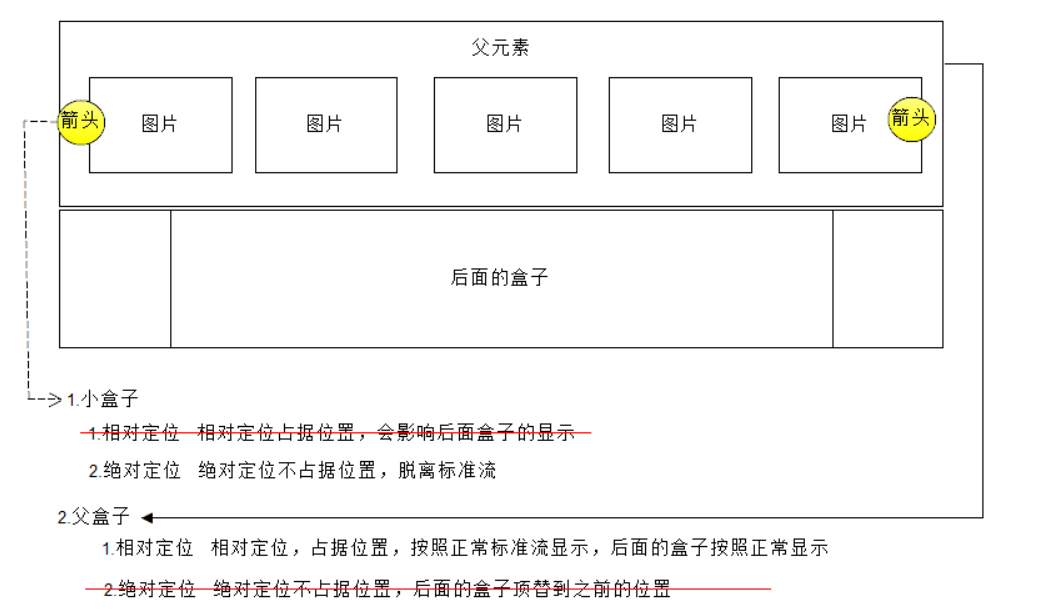 父元素
箭头 图片 图片 图片 图片 图片 箭头
后面的盒子
1.小盒子
1.相对定位 相对定位占据位置，会影响后面盒子的显示
2.绝对定位 绝对定位不占据位置，脱离标准流
2.父盒子
1.相对定位 相对定位，占据位置，按照正常标准流显示，后面的盒子按照正常显示
2.绝对定位 绝对定位不占据位置，后面的盒子顶替到之前的位置